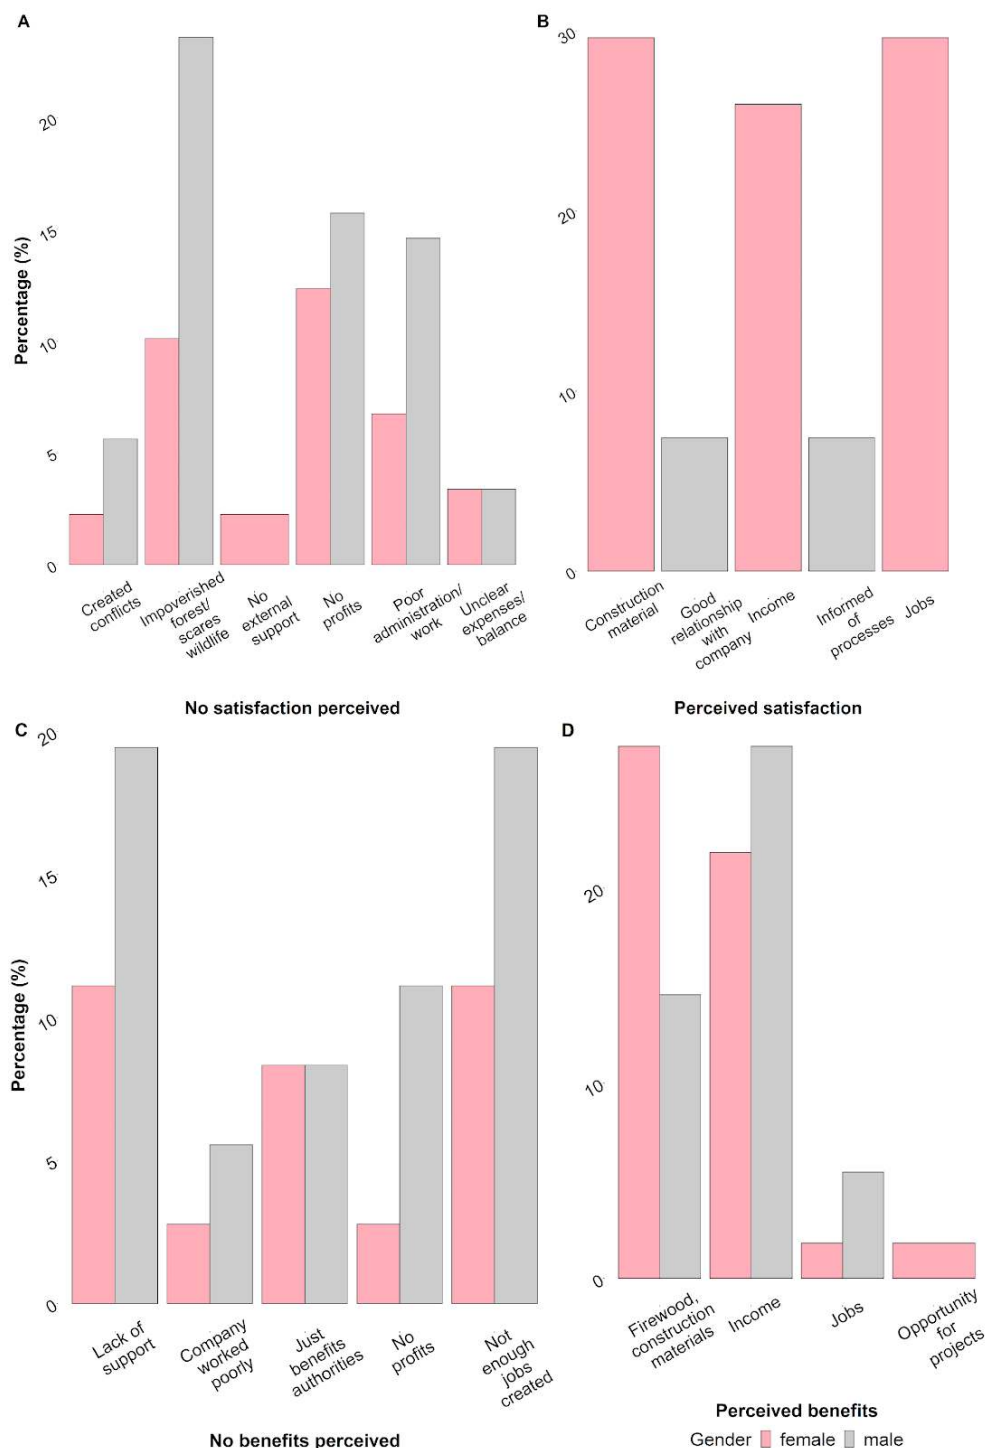 A
Percentage (%)
20
15
10
5
0
Created
conflicts
Impoverished
forest/
scares
wildlife
No
external
support
No
profits
Poor
administration/
work
Unclear
expenses/
balance
No satisfaction perceived
B
30
20
10
0
Construction
material
Good
relationship
with
company
Income
Informed
of
processes
Jobs
Perceived satisfaction
C
Percentage (%)
20
15
10
5
0
Lack of
support
Company
worked
poorly
Just
benefits
authorities
No
profits
Not
enough
jobs
created
No benefits perceived
D
20
10
0
Firewood,
construction
materials
Income
Jobs
Opportunity
for
projects
Perceived benefits
Gender female male